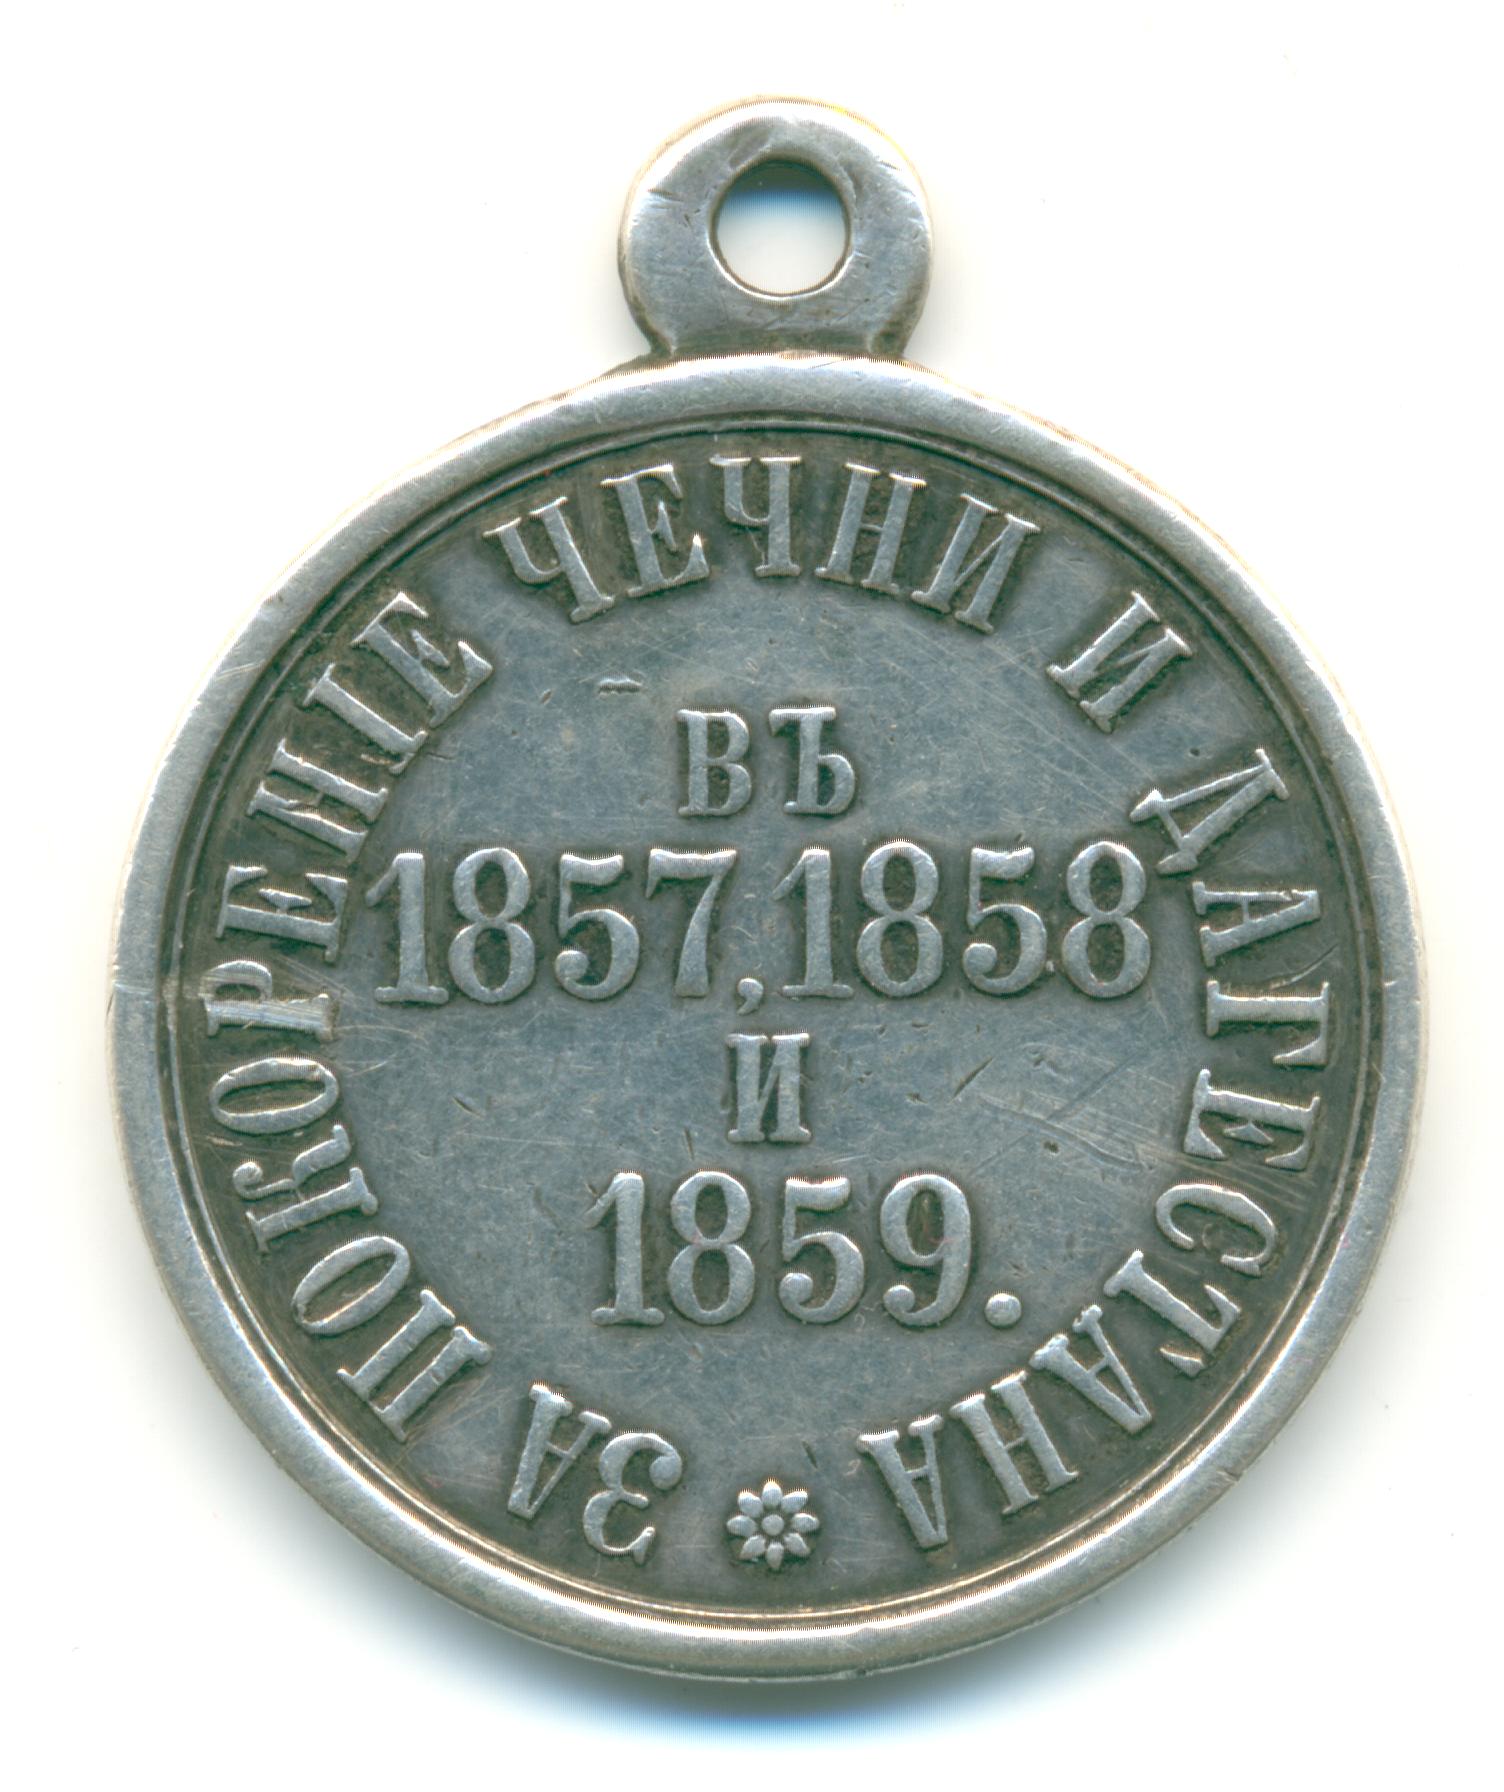 ЗА ПОКОРЕНІЕ ЧЕЧНИ И ДАГЕСТАНА
ВЪ
1857, 1858
И
1859.